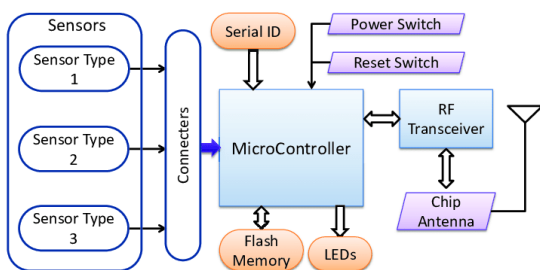 Sensors
Sensor Type
1
Sensor Type
2
Sensor Type
3
Connecters
Serial ID
Power Switch
Reset Switch
MicroController
RF
Transceiver
Chip
Antenna
Flash
Memory
LEDs